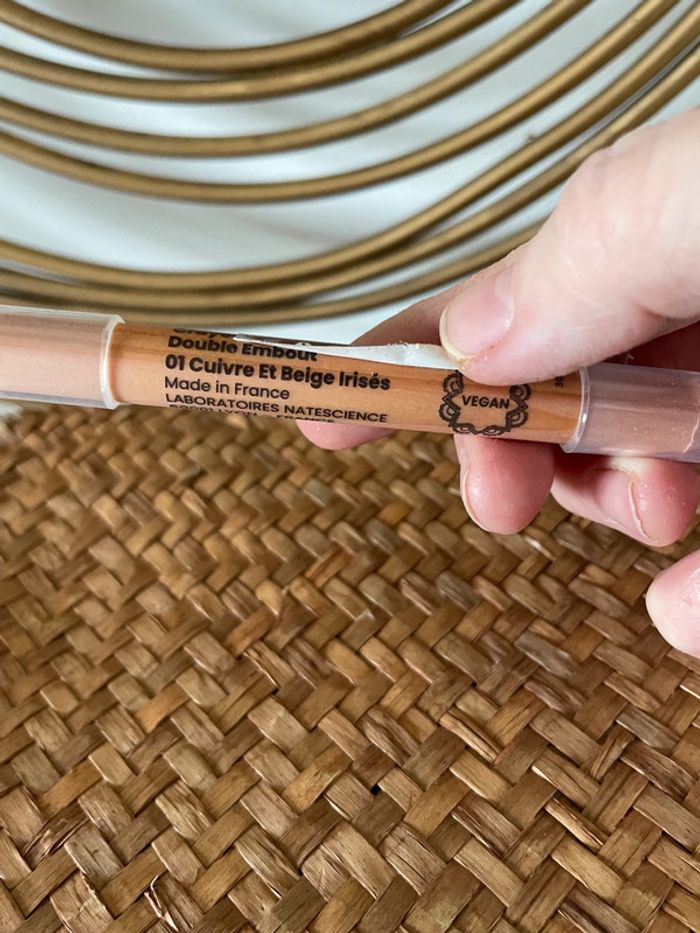 Double Embout
01 Cuivre Et Beige Irisés
Made in France
LABORATOIRES NATESCIENCE
VEGAN